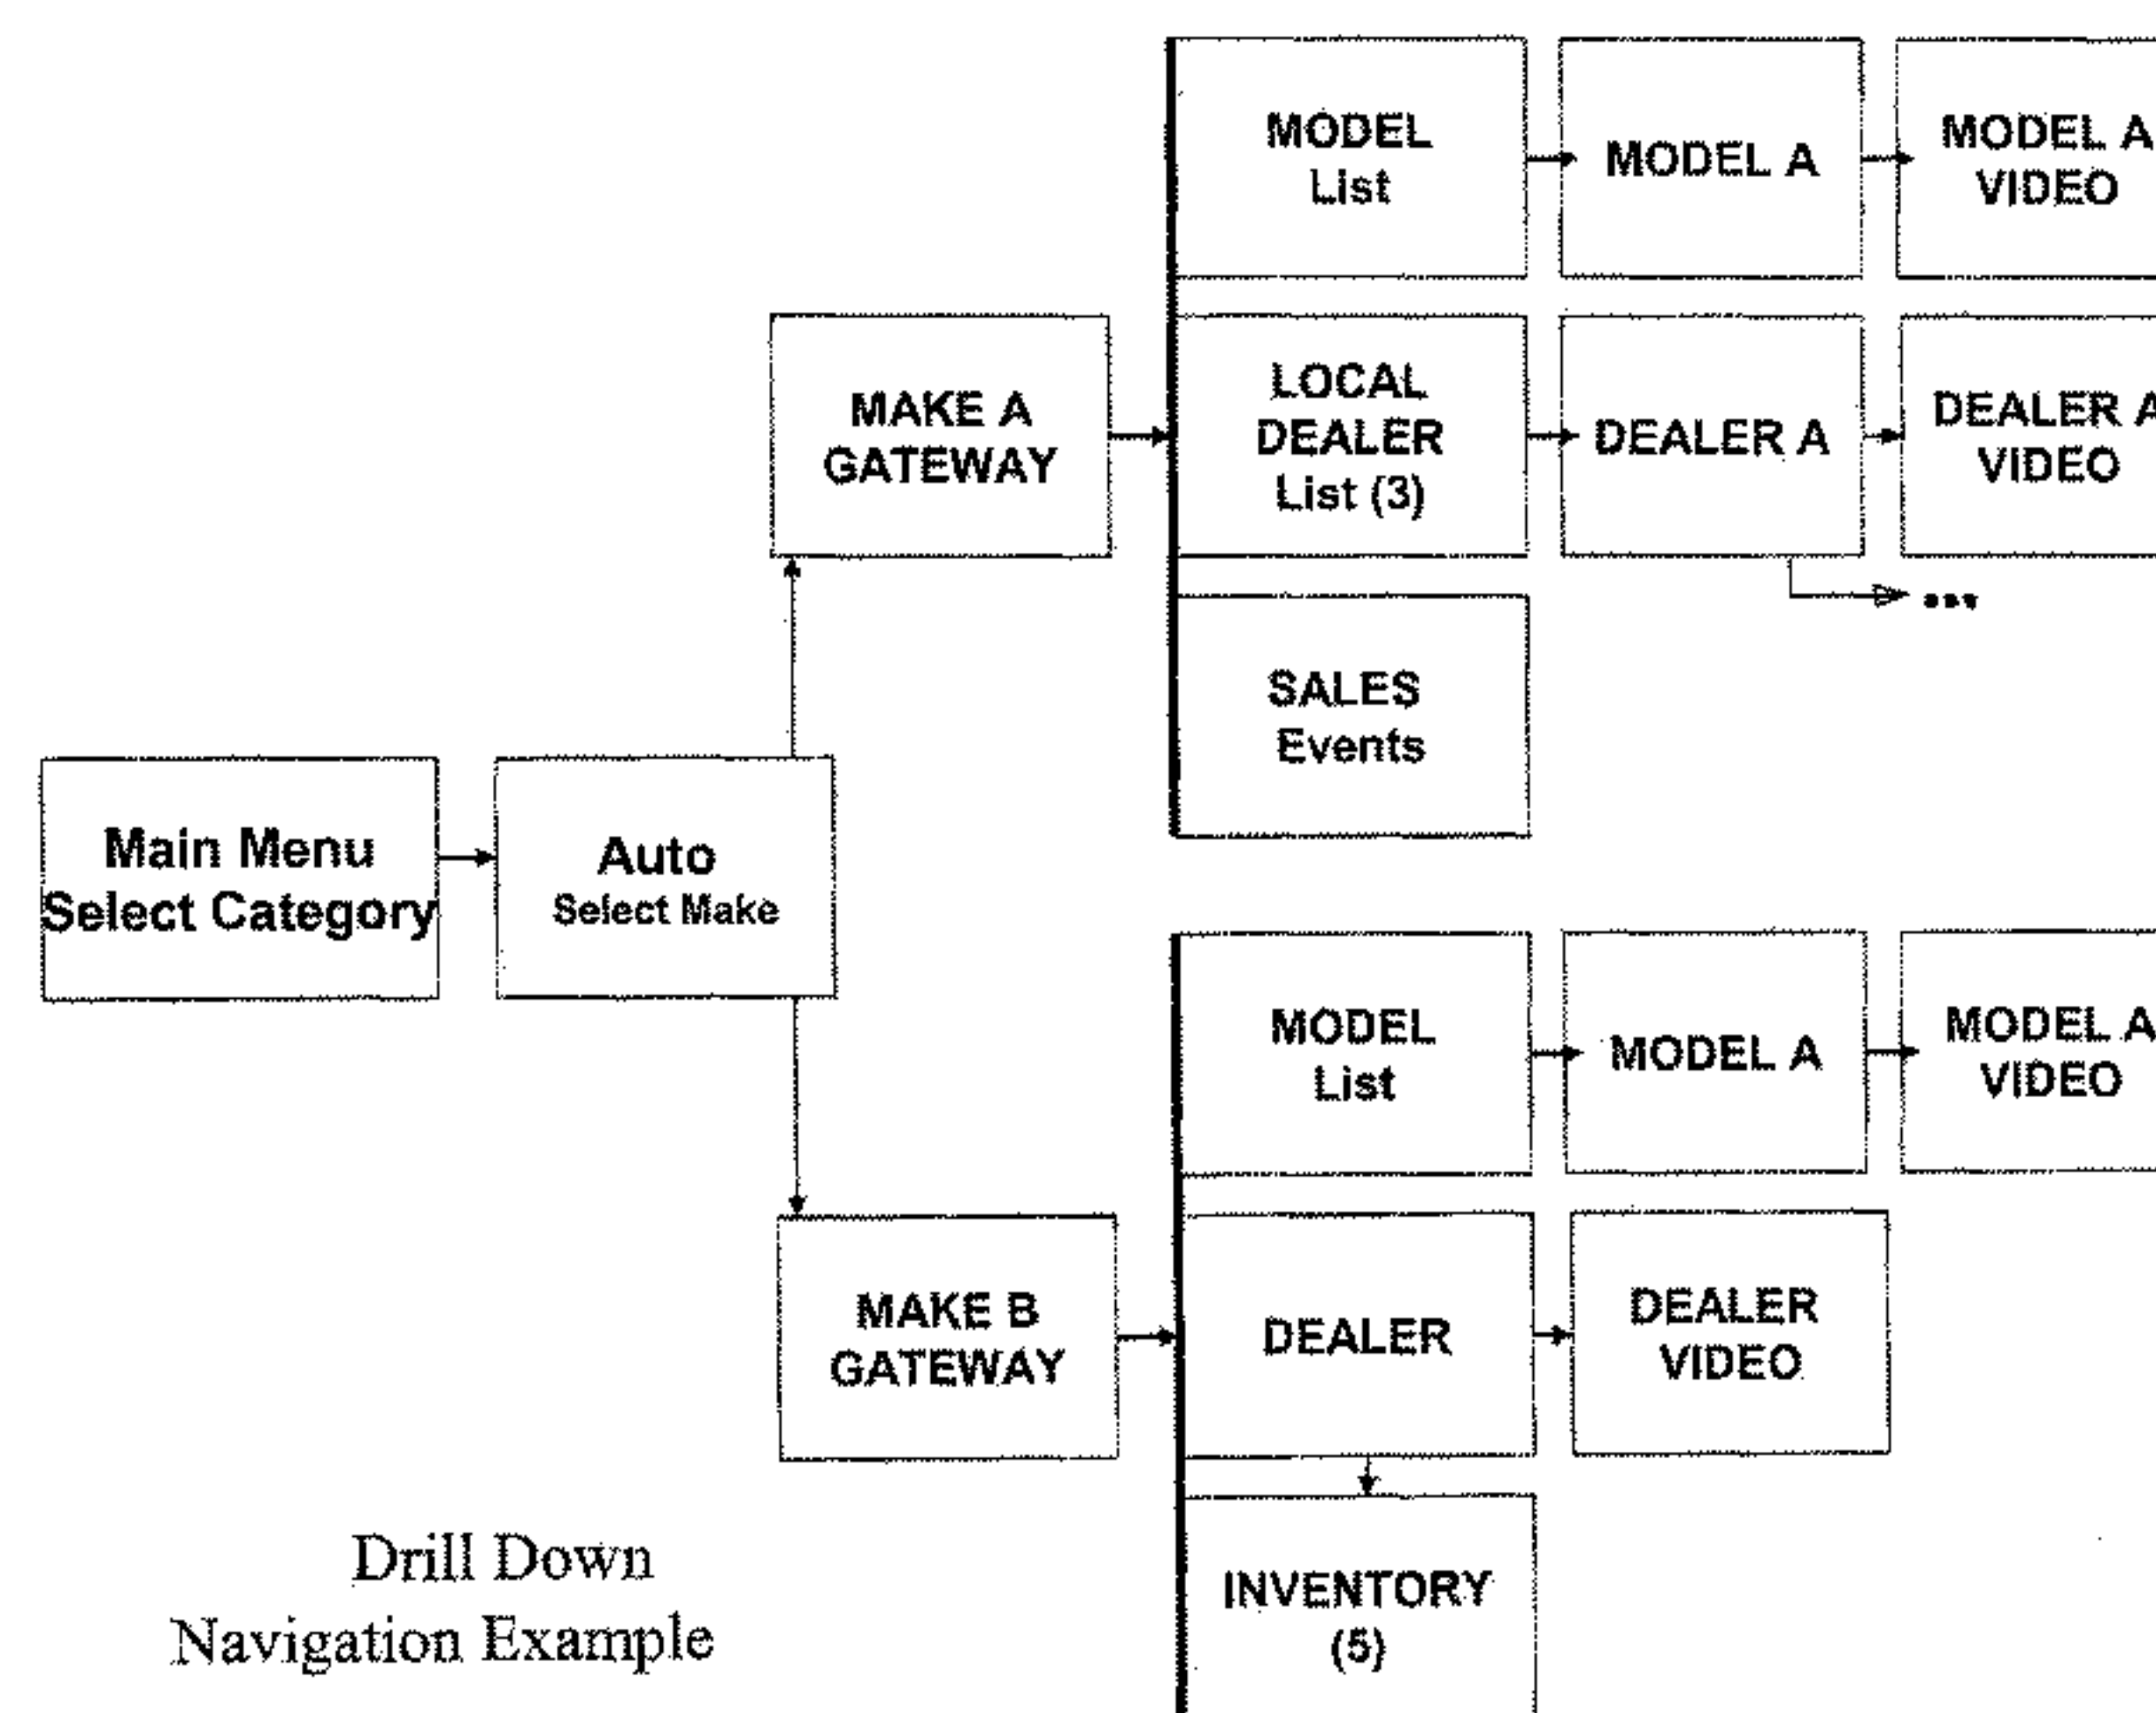 MODEL
List
MODEL A
MODEL A
VIDEO
MAKE A
GATEWAY
LOCAL
DEALER
List (3)
DEALER A
DEALER A
VIDEO
...
SALES
Events
Main Menu
Select Category
Auto
Select Make
MODEL
List
MODEL A
MODEL A
VIDEO
MAKE B
GATEWAY
DEALER
DEALER
VIDEO
INVENTORY
(5)
Drill Down
Navigation Example